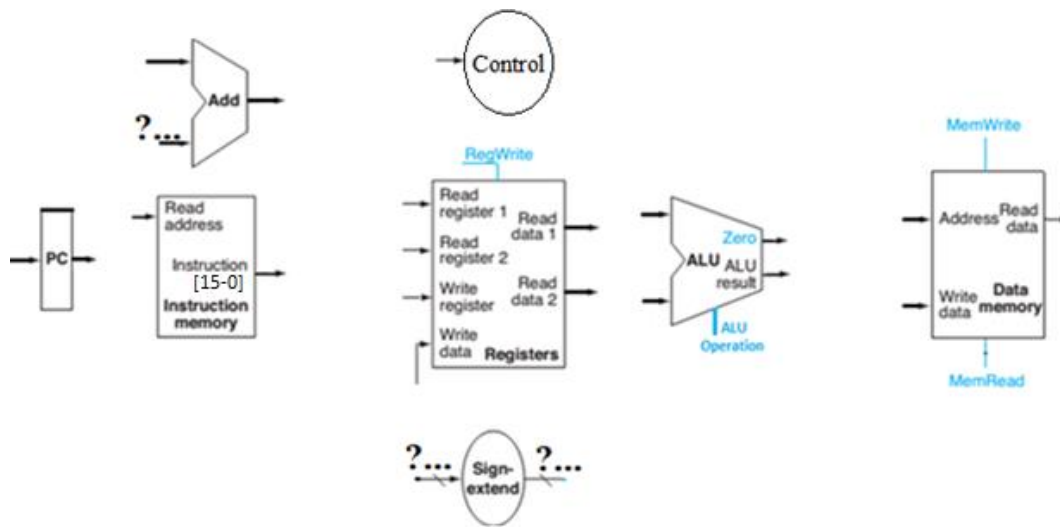 Control
Add
?...
RegWrite
MemWrite
PC
Read
address
Instruction
[15-0]
Instruction
memory
Read
register 1
Read
register 2
Write
register
Write
data
Read
data 1
Read
data 2
Registers
Zero
ALU
ALU
result
ALU
Operation
Address
Read
data
Write
data
Data
memory
MemRead
?...
Sign-
extend
?...